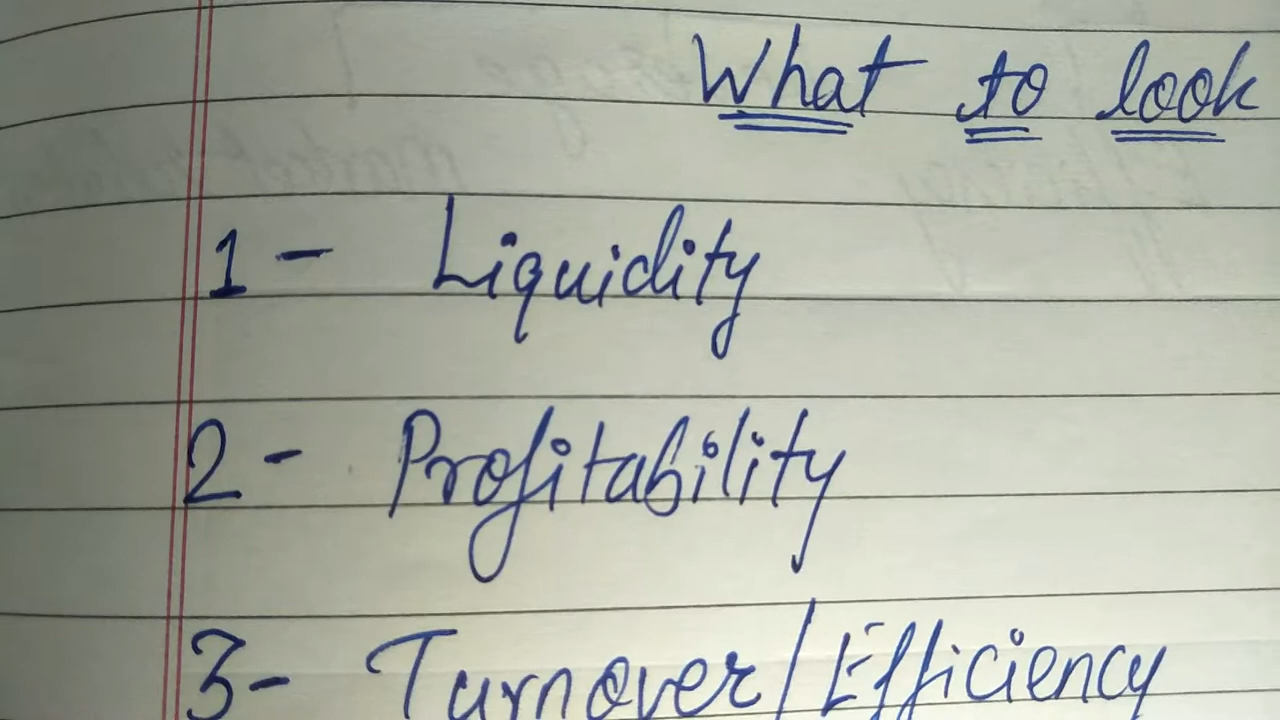 What to look
1- Liquidity
2- Profitability
3- Turnover/Efficiency